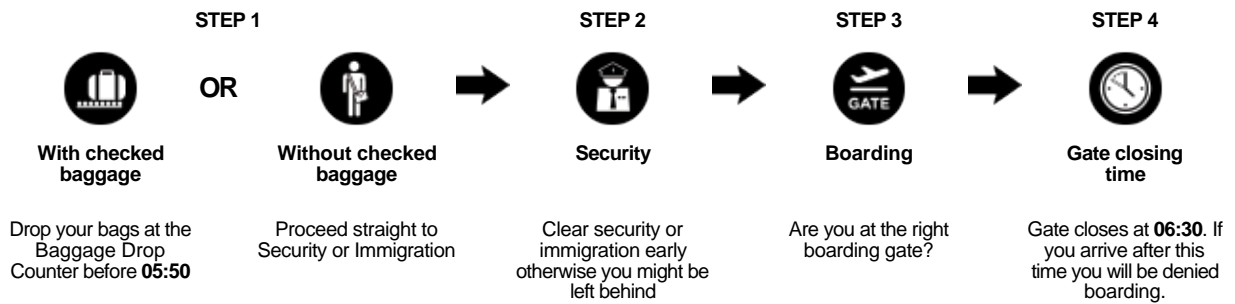 STEP 1
STEP 2
STEP 3
STEP 4
OR
GATE
With checked
baggage
Without checked
baggage
Security
Boarding
Gate closing
time
Drop your bags at the
Baggage Drop
Counter before 05:50
Proceed straight to
Security or Immigration
Clear security or
immigration early
otherwise you might be
left behind
Are you at the right
boarding gate?
Gate closes at 06:30. If
you arrive after this
time you will be denied
boarding.